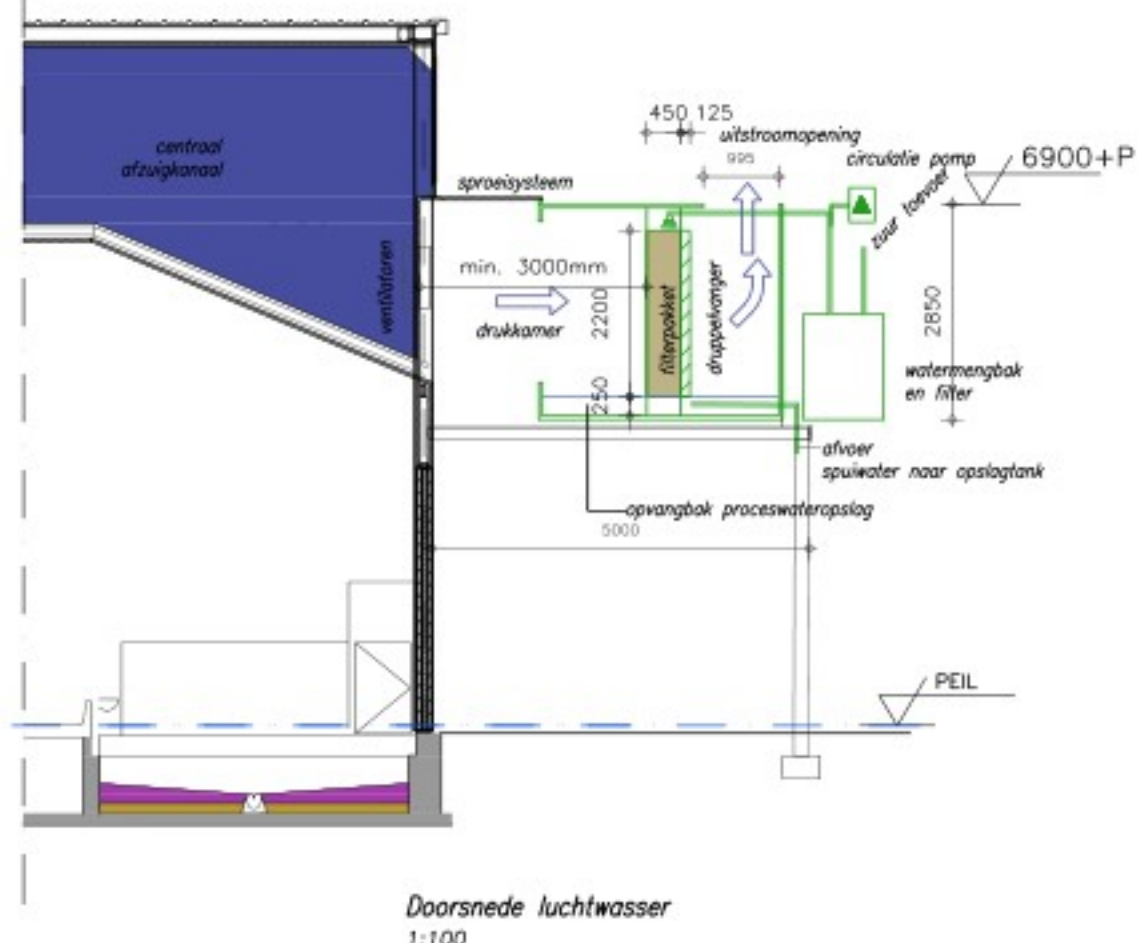 450 125
uitstroomopening
995
circulatie pomp
6900+P
centraal
afzuigkanaal
sproeisysteem
zuur toevoer
ventilatoren
min. 3000mm
drukkamer
2200
filterpakket
druppelvanger
2850
250
watermengbak
en filter
afvoer
spuiwater naar opslagtank
opvangbak proceswateropslag
5000
PEIL
Doorsnede luchtwasser
1:100